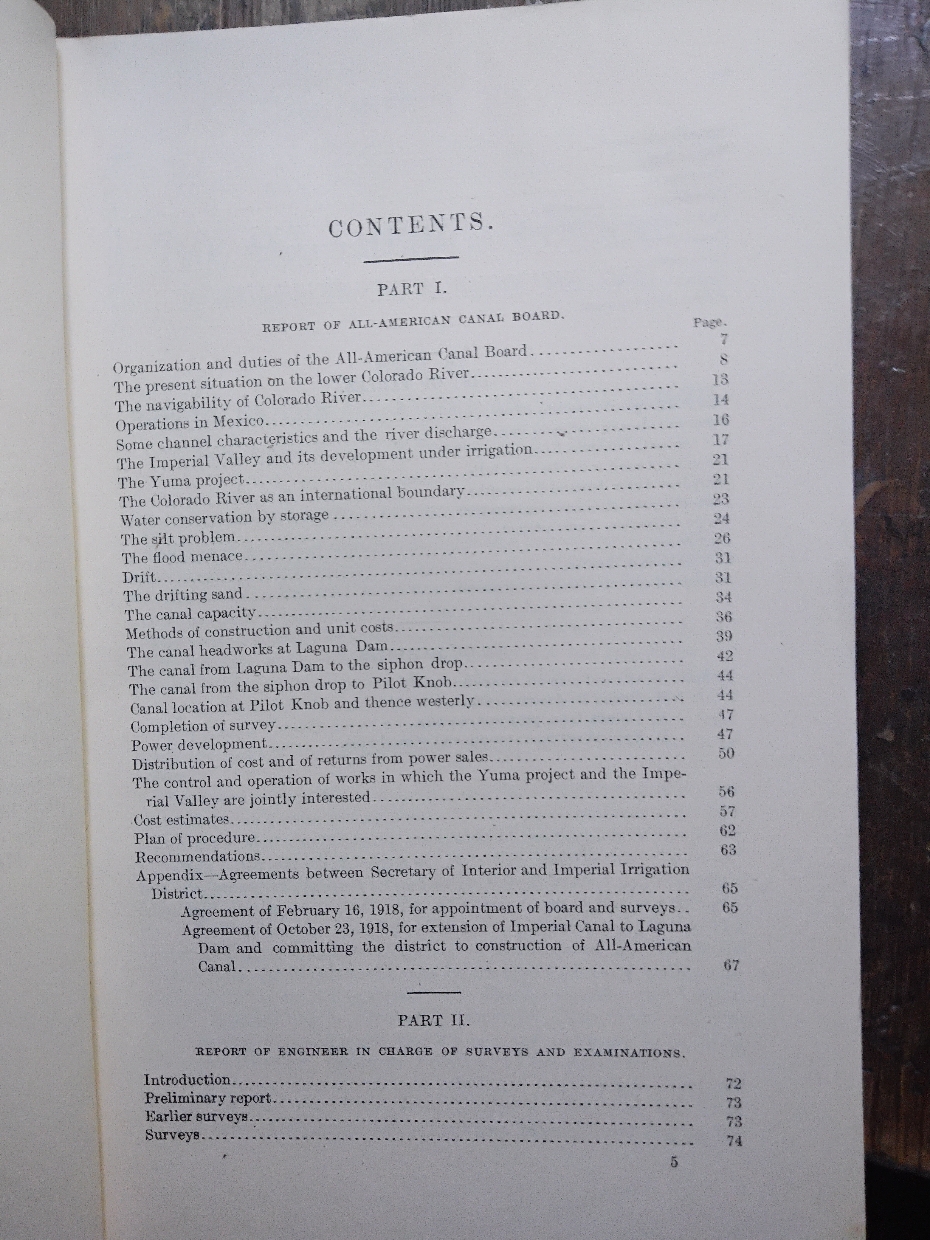 CONTENTS.
PART I.
REPORT OF ALL-AMERICAN CANAL BOARD.
Page.
Organization and duties of the All-American Canal Board.................... 7
The present situation on the lower Colorado River.......................... 8
The navigability of Colorado River......................................... 13
Operations in Mexico....................................................... 14
Some channel characteristics and the river discharge....................... 16
The Imperial Valley and its development under irrigation................... 17
The Yuma project........................................................... 21
The Colorado River as an international boundary............................ 21
Water conservation by storage ............................................. 23
The silt problem........................................................... 24
The flood menace........................................................... 26
Drift...................................................................... 31
The drifting sand.......................................................... 31
The canal capacity......................................................... 34
Methods of construction and unit costs..................................... 36
The canal headworks at Laguna Dam.......................................... 39
The canal from Laguna Dam to the siphon drop............................... 42
The canal from the siphon drop to Pilot Knob............................... 44
Canal location at Pilot Knob and thence westerly........................... 44
Completion of survey....................................................... 47
Power development.......................................................... 47
Distribution of cost and of returns from power sales....................... 50
The control and operation of works in which the Yuma project and the Impe-
rial Valley are jointly interested......................................... 56
Cost estimates............................................................. 57
Plan of procedure.......................................................... 62
Recommendations............................................................ 63
Appendix—Agreements between Secretary of Interior and Imperial Irrigation
District................................................................... 65
Agreement of February 16, 1918, for appointment of board and surveys.. 65
Agreement of October 23, 1918, for extension of Imperial Canal to Laguna
Dam and committing the district to construction of All-American
Canal...................................................................... 67
PART II.
REPORT OF ENGINEER IN CHARGE OF SURVEYS AND EXAMINATIONS.
Introduction............................................................... 72
Preliminary report......................................................... 73
Earlier surveys............................................................ 73
Surveys.................................................................... 74
5